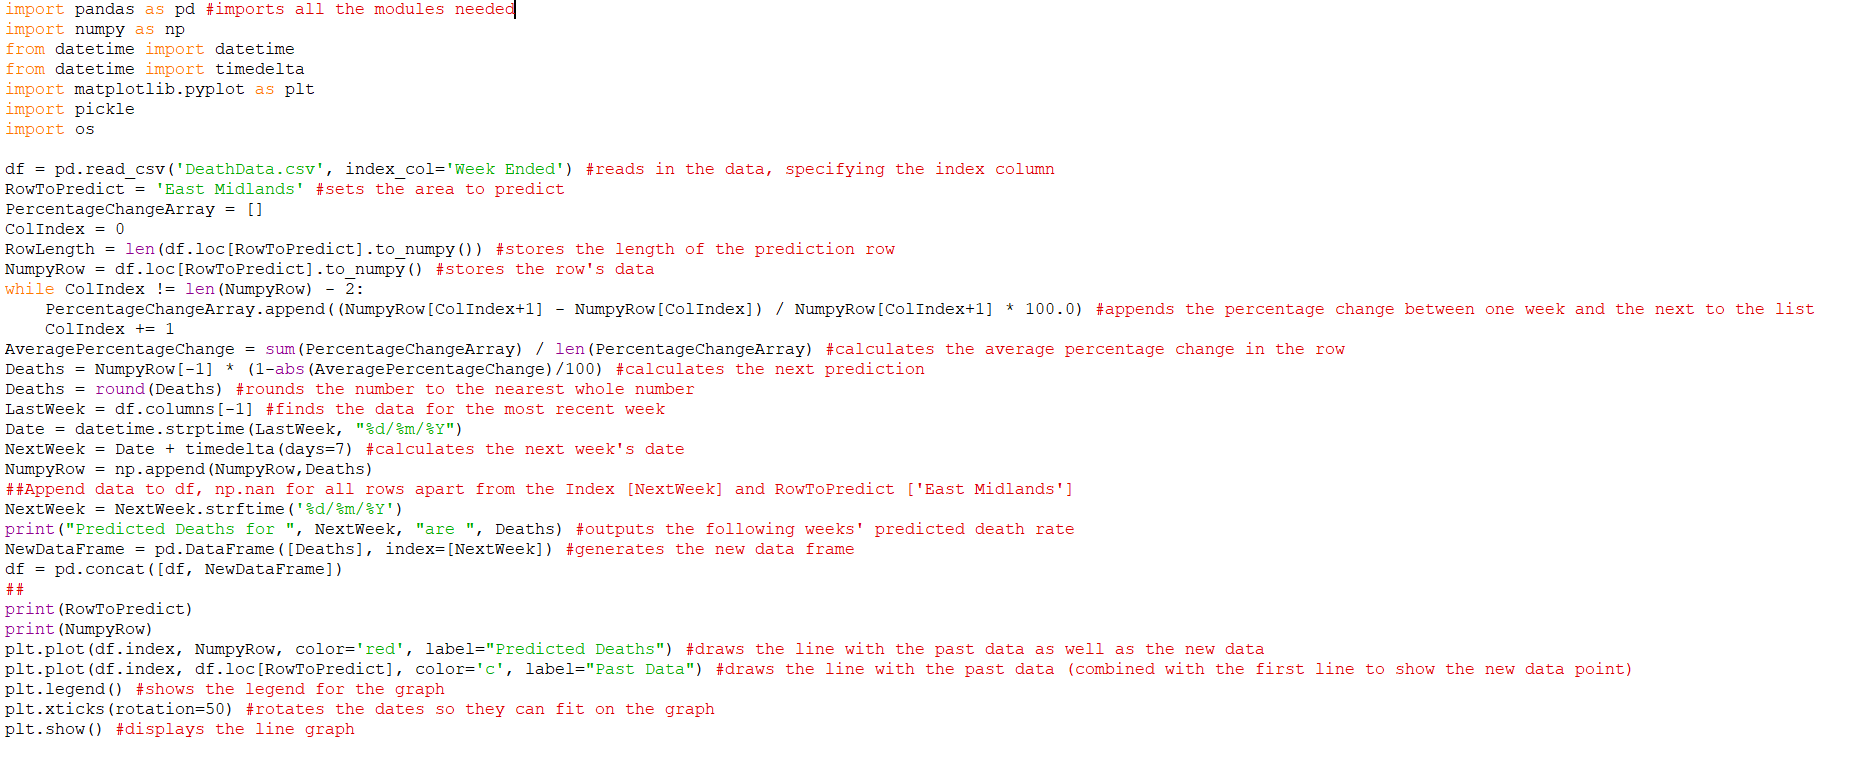 import pandas as pd #imports all the modules needed
import numpy as np
from datetime import datetime
from datetime import timedelta
import matplotlib.pyplot as plt
import pickle
import os

df = pd.read_csv('DeathData.csv', index_col='Week Ended') #reads in the data, specifying the index column
RowToPredict = 'East Midlands' #sets the area to predict
PercentageChangeArray = []
ColIndex = 0
RowLength = len(df.loc[RowToPredict].to_numpy()) #stores the length of the prediction row
NumpyRow = df.loc[RowToPredict].to_numpy() #stores the row's data
while ColIndex != len(NumpyRow) - 2:
    PercentageChangeArray.append((NumpyRow[ColIndex+1] - NumpyRow[ColIndex]) / NumpyRow[ColIndex+1] * 100.0) #appends the percentage change between one week and the next to the list
    ColIndex += 1
AveragePercentageChange = sum(PercentageChangeArray) / len(PercentageChangeArray) #calculates the average percentage change in the row
Deaths = NumpyRow[-1] * (1-abs(AveragePercentageChange)/100) #calculates the next prediction
Deaths = round(Deaths) #rounds the number to the nearest whole number
LastWeek = df.columns[-1] #finds the data for the most recent week
Date = datetime.strptime(LastWeek, "%d/%m/%Y")
NextWeek = Date + timedelta(days=7) #calculates the next week's date
NumpyRow = np.append(NumpyRow,Deaths)
##Append data to df, np.nan for all rows apart from the Index [NextWeek] and RowToPredict ['East Midlands']
NextWeek = NextWeek.strftime('%d/%m/%Y')
print("Predicted Deaths for ", NextWeek, "are ", Deaths) #outputs the following weeks' predicted death rate
NewDataFrame = pd.DataFrame([Deaths], index=[NextWeek]) #generates the new data frame
df = pd.concat([df, NewDataFrame])
##
print(RowToPredict)
print(NumpyRow)
plt.plot(df.index, NumpyRow, color='red', label="Predicted Deaths") #draws the line with the past data as well as the new data
plt.plot(df.index, df.loc[RowToPredict], color='c', label="Past Data") #draws the line with the past data (combined with the first line to show the new data point)
plt.legend() #shows the legend for the graph
plt.xticks(rotation=50) #rotates the dates so they can fit on the graph
plt.show() #displays the line graph